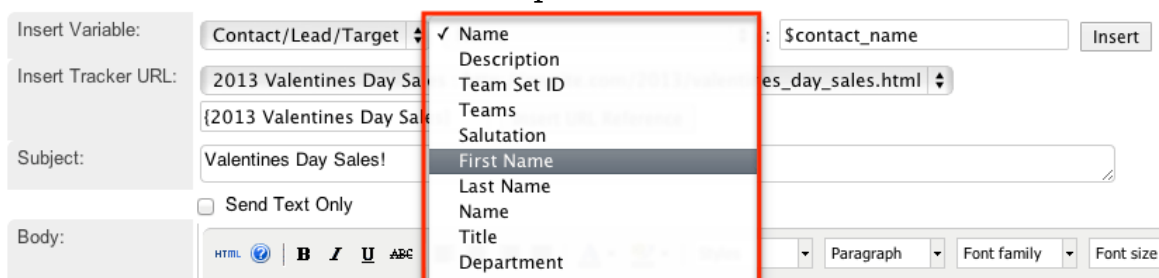 Insert Variable: Contact/Lead/Target ✓ Name : $contact_name Insert
Description
Insert Tracker URL: 2013 Valentines Day Sa es_day_sales.html
Team Set ID
Teams
{2013 Valentines Day Sale
Salutation
Subject: Valentines Day Sales! First Name
Last Name
Send Text Only Name
Title
Body: HTML B I U ABC Paragraph Font family Font size
Department